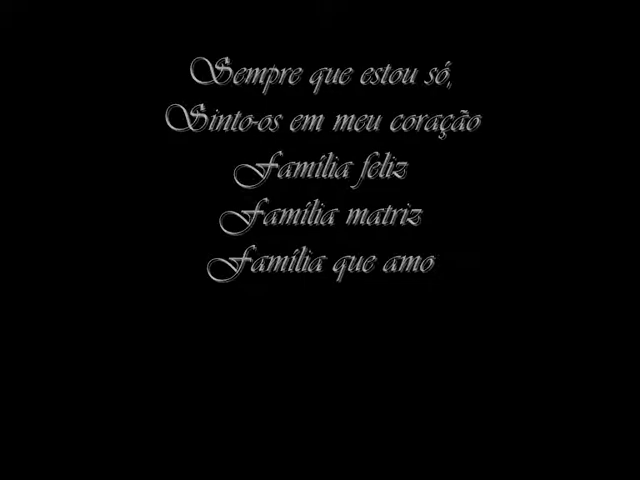 Sempre que estou só,
Sinto-os em meu coração
Família feliz
Família matriz
Família que amo